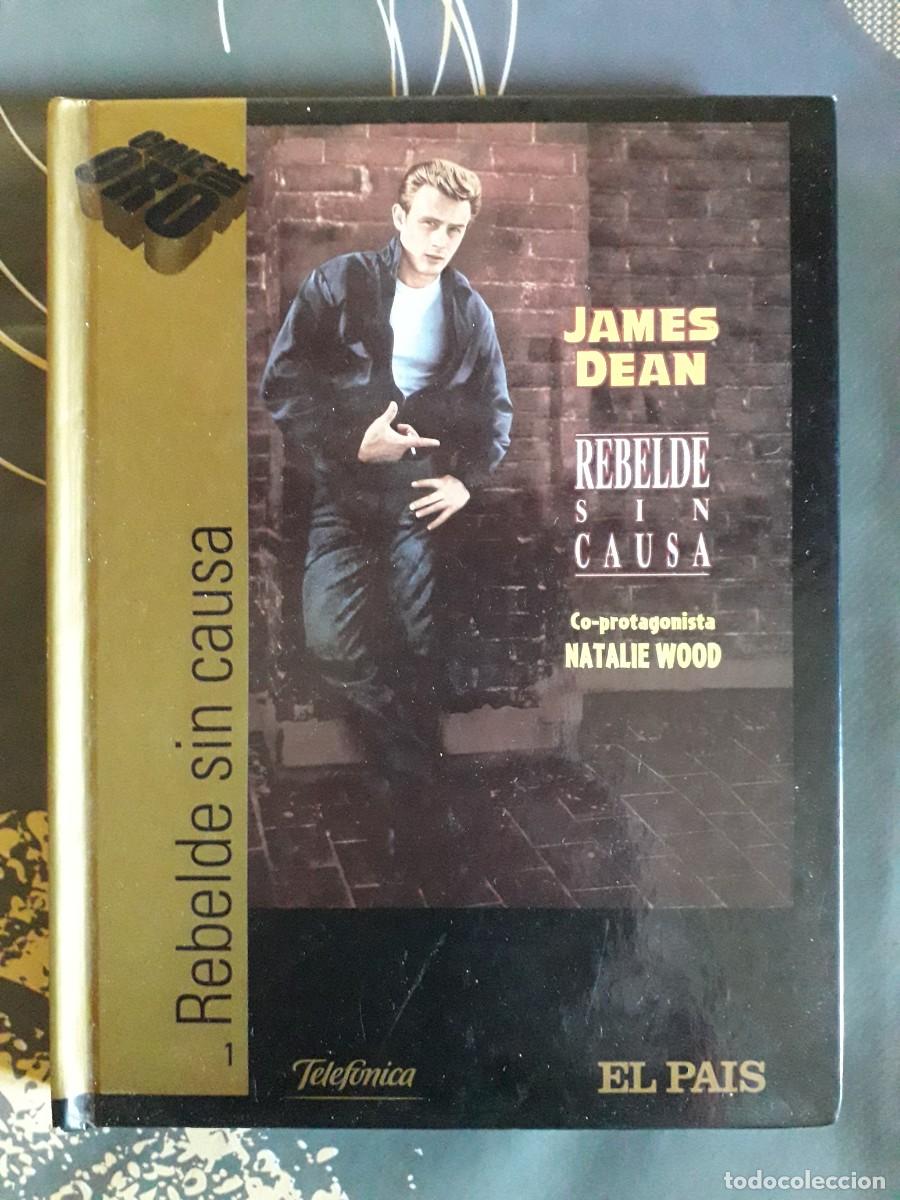 CINE DE
ORO
JAMES
DEAN
REBELDE
SIN
CAUSA
Co-protagonista
NATALIE WOOD
Rebelde sin causa
1
Telefónica
EL PAIS
todocoleccion